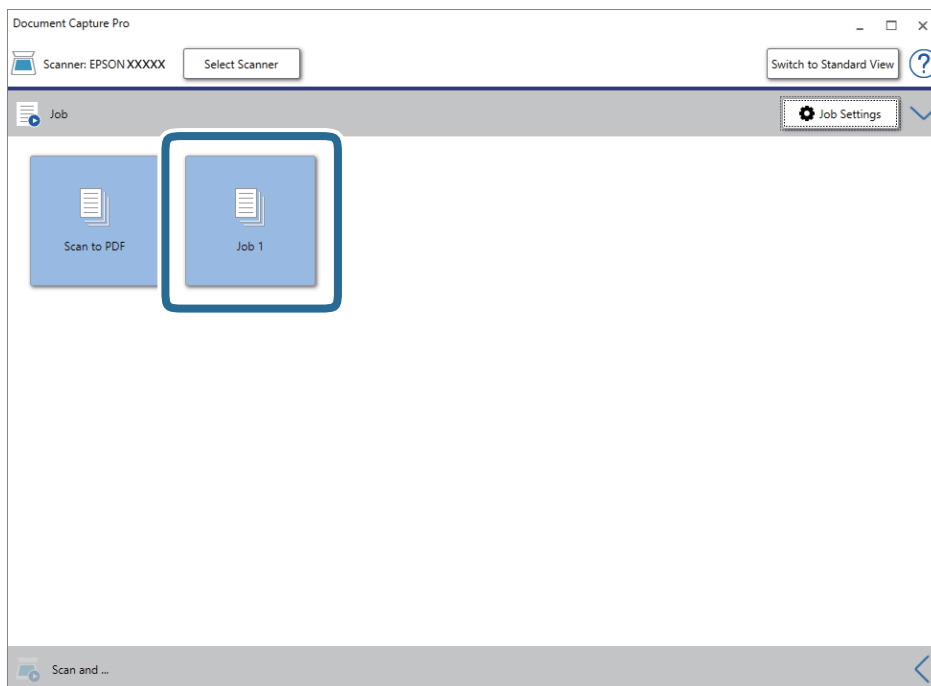 Document Capture Pro
Scanner: EPSON XXXXX
Select Scanner
Switch to Standard View
?
Job
Job Settings
Scan to PDF
Job 1
Scan and ...